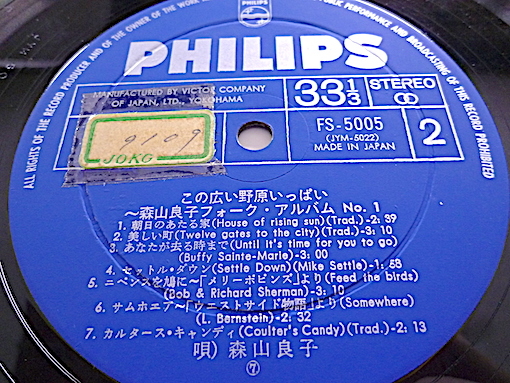 PHILIPS
MANUFACTURED BY VICTOR COMPANY
OF JAPAN, LTD., YOKOHAMA
33 1/3
STEREO
FS-5005
(JYM-5022)
MADE IN JAPAN
2
9109
JOKG
この広い野原いっぱい
〜森山良子フォーク・アルバム No. 1
1. 朝日のあたる家(House of rising sun)(Trad.)-2: 39
2. 美しい町(Twelve gates to the city)(Trad.)-3: 10
3. あなたが去る時まで(Until it's time for you to go)
(Buffy Sainte-Marie)-3: 00
4. セットル・ダウン(Settle Down)(Mike Settle)-1: 58
5. ニペンスを鳩に〜「メリーポピンズ」より(Feed the birds)
(Bob & Richard Sherman)-3: 10
6. サムホエア〜「ウエストサイド物語」より(Somewhere)
(L. Bernstein)-2: 32
7. カルタース・キャンディ(Coulter's Candy)(Trad.)-2: 13
唄) 森山良子
⑦
ALL RIGHTS OF THE RECORD PRODUCER AND OF THE OWNER OF THE WORK
PUBLIC PERFORMANCE AND BROADCASTING OF THIS RECORD PROHIBITED